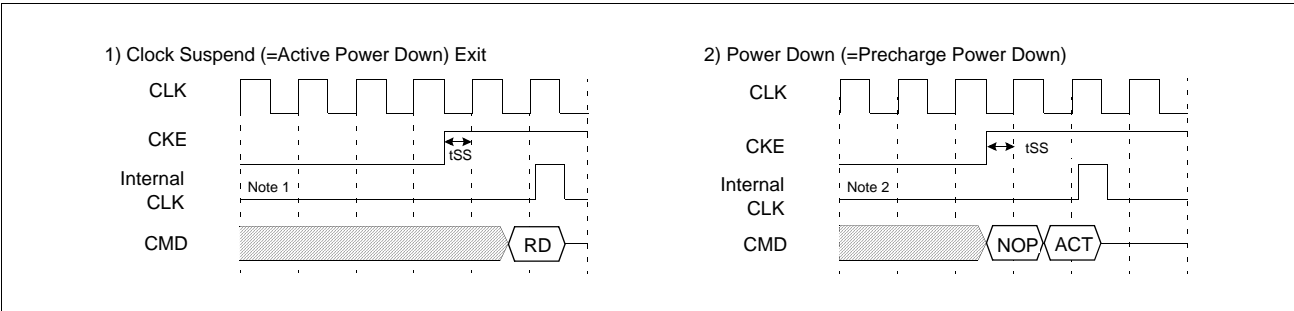 1) Clock Suspend (=Active Power Down) Exit
CLK
CKE
tSS
Internal
CLK
Note 1
CMD
RD
2) Power Down (=Precharge Power Down)
CLK
CKE
tSS
Internal
CLK
Note 2
CMD
NOP
ACT